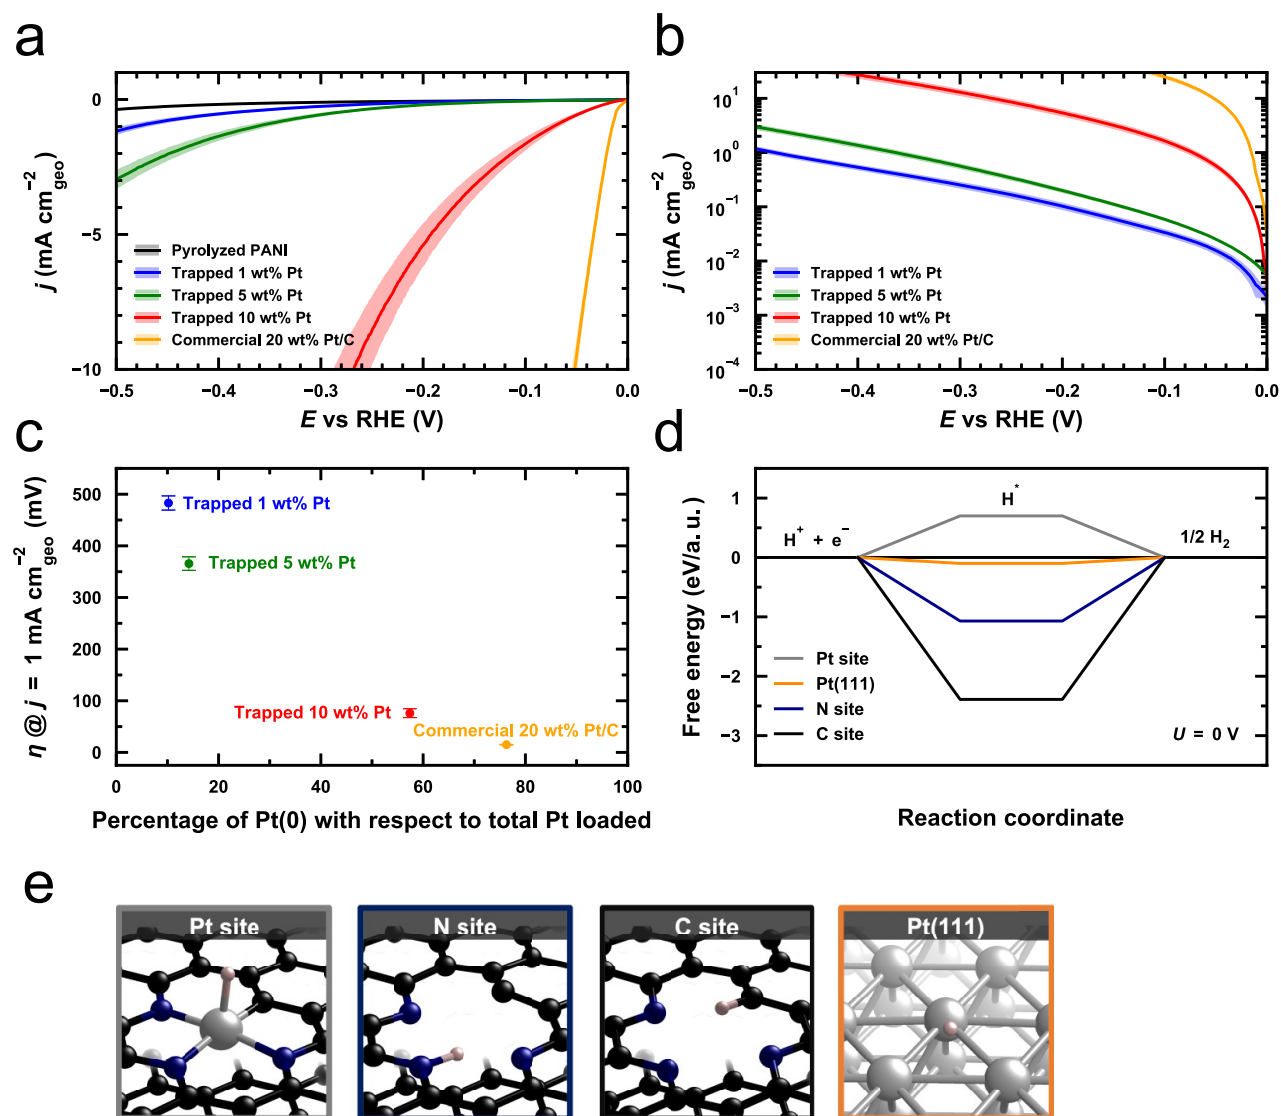 a
0
−5
−10
j (mA cm⁻²geo)
Pyrolyzed PANI
Trapped 1 wt% Pt
Trapped 5 wt% Pt
Trapped 10 wt% Pt
Commercial 20 wt% Pt/C
−0.5 −0.4 −0.3 −0.2 −0.1 0.0
E vs RHE (V)
b
10¹
10⁰
10⁻¹
10⁻²
10⁻³
10⁻⁴
j (mA cm⁻²geo)
Trapped 1 wt% Pt
Trapped 5 wt% Pt
Trapped 10 wt% Pt
Commercial 20 wt% Pt/C
−0.5 −0.4 −0.3 −0.2 −0.1 0.0
E vs RHE (V)
c
500
400
300
200
100
0
η @ j = 1 mA cm⁻²geo (mV)
Trapped 1 wt% Pt
Trapped 5 wt% Pt
Trapped 10 wt% Pt
Commercial 20 wt% Pt/C
0 20 40 60 80 100
Percentage of Pt(0) with respect to total Pt loaded
d
1
0
−1
−2
−3
Free energy (eV/a. u.)
H⁺ + e⁻
H*
1/2 H₂
Pt site
Pt(111)
N site
C site
U = 0 V
Reaction coordinate
e
Pt site
N site
C site
Pt(111)